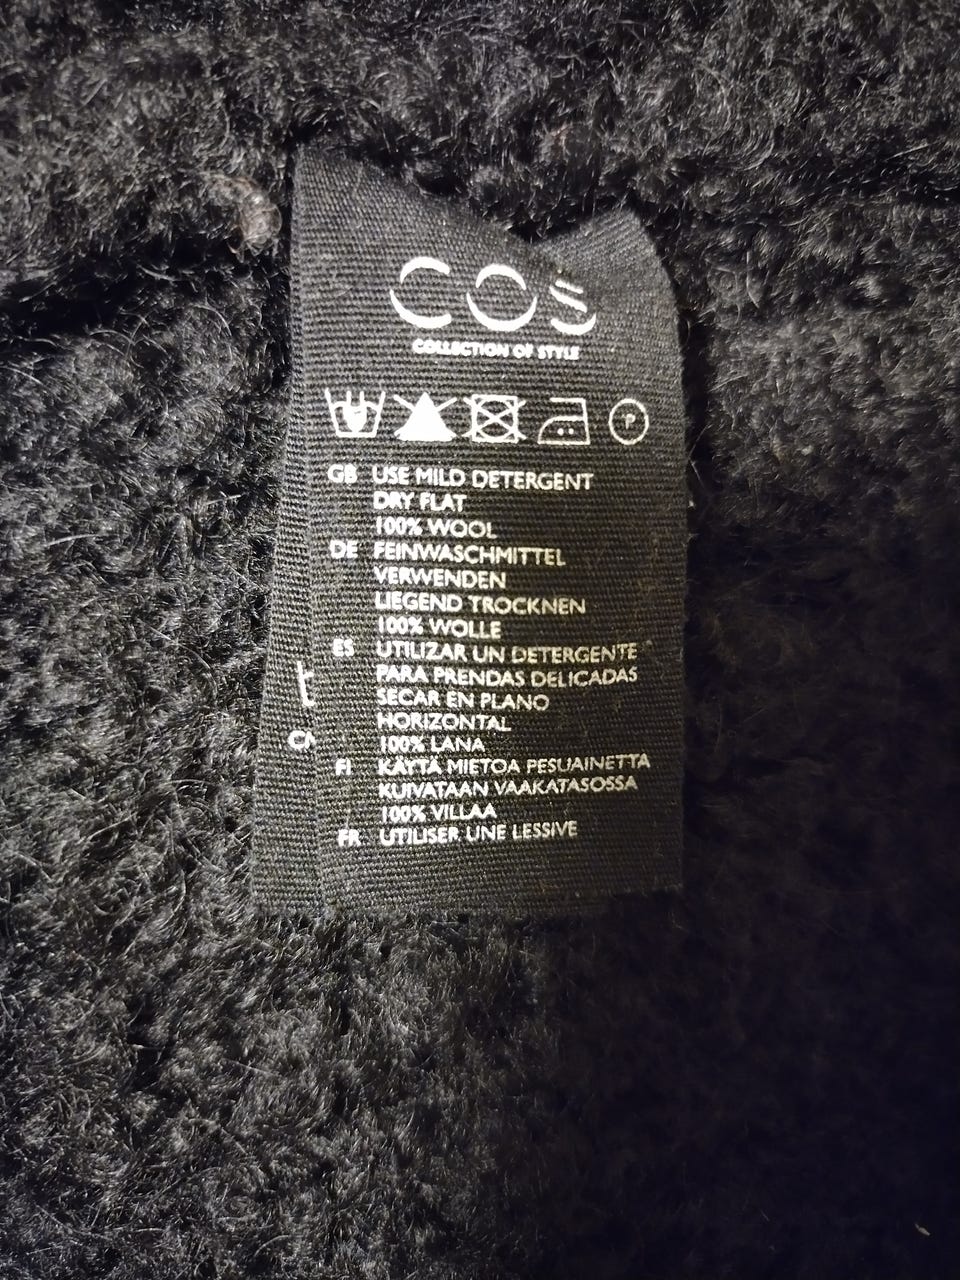 COS
COLLECTION OF STYLE
P
GB USE MILD DETERGENT
DRY FLAT
100% WOOL
DE FEINWASCHMITTEL
VERWENDEN
LIEGEND TROCKNEN
100% WOLLE
ES UTILIZAR UN DETERGENTE
PARA PRENDAS DELICADAS
SECAR EN PLANO
HORIZONTAL
100% LANA
FI KÄYTÄ MIETOA PESUAINETTA
KUIVATAAN VAAKATASOSSA
100% VILLAA
FR UTILISER UNE LESSIVE